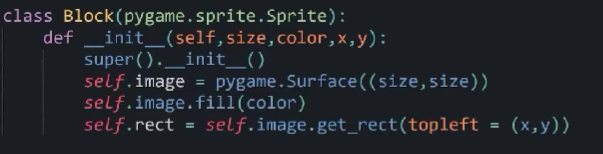 class Block(pygame.sprite.Sprite):
    def __init__(self,size,color,x,y):
        super().__init__()
        self.image = pygame.Surface((size,size))
        self.image.fill(color)
        self.rect = self.image.get_rect(topleft = (x,y))